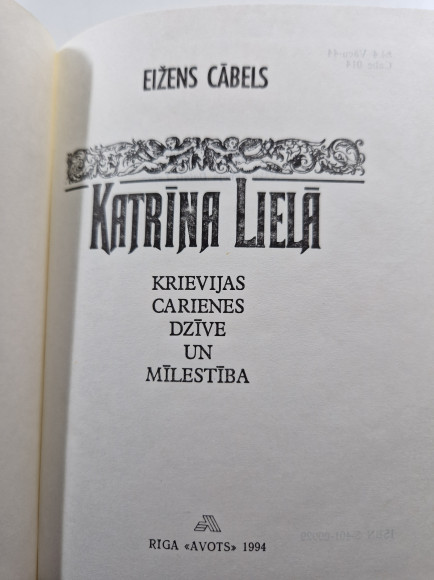 EIŽENS CĀBELS
KATRĪNA LIELĀ
KRIEVIJAS
CARIENES
DZĪVE
UN
MĪLESTĪBA
RIGA «AVOTS» 1994